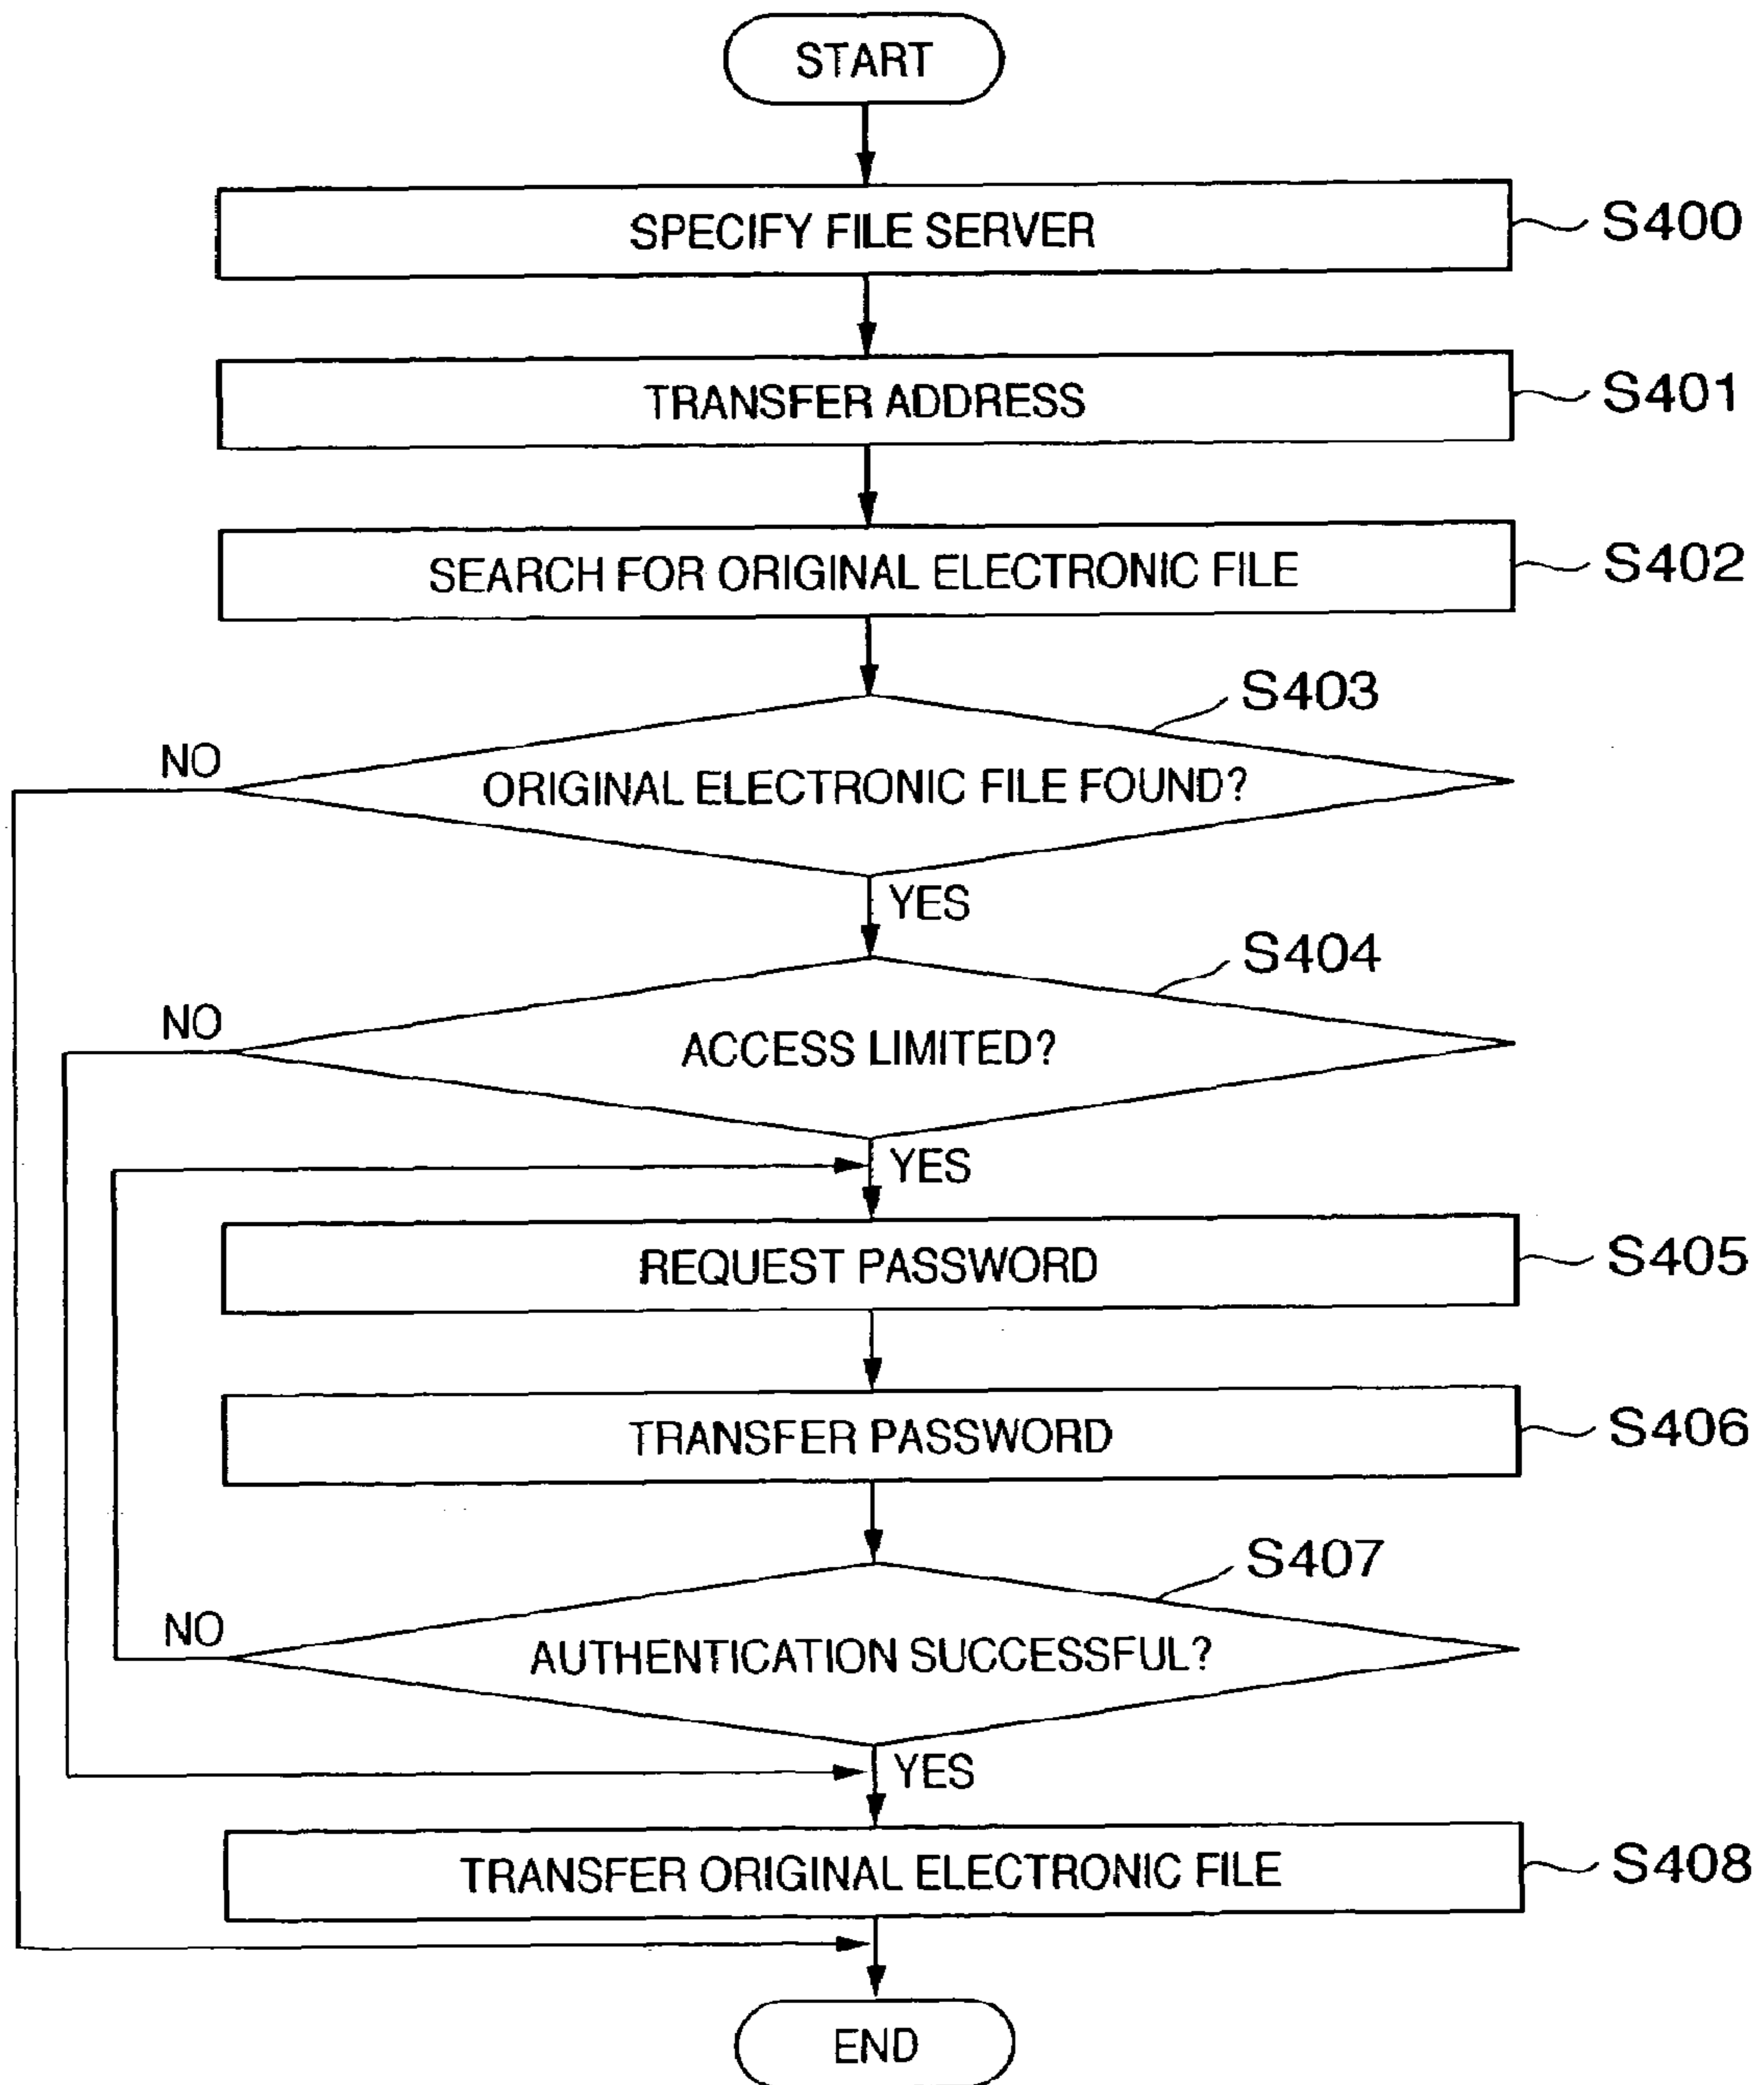 START
SPECIFY FILE SERVER
S400
TRANSFER ADDRESS
S401
SEARCH FOR ORIGINAL ELECTRONIC FILE
S402
S403
NO
ORIGINAL ELECTRONIC FILE FOUND?
YES
S404
NO
ACCESS LIMITED?
YES
REQUEST PASSWORD
S405
TRANSFER PASSWORD
S406
S407
NO
AUTHENTICATION SUCCESSFUL?
YES
TRANSFER ORIGINAL ELECTRONIC FILE
S408
END